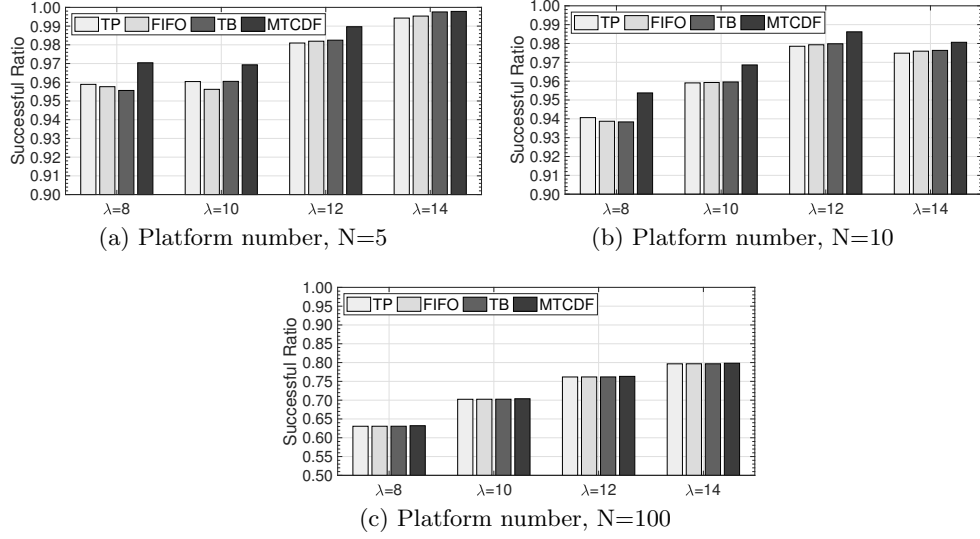 Successful Ratio
1.00
0.99
0.98
0.97
0.96
0.95
0.94
0.93
0.92
0.91
0.90
TP FIFO TB MTCDF
λ=8 λ=10 λ=12 λ=14
(a) Platform number, N=5
Successful Ratio
1.00
0.99
0.98
0.97
0.96
0.95
0.94
0.93
0.92
0.91
0.90
TP FIFO TB MTCDF
λ=8 λ=10 λ=12 λ=14
(b) Platform number, N=10
Successful Ratio
1.00
0.95
0.90
0.85
0.80
0.75
0.70
0.65
0.60
0.55
0.50
TP FIFO TB MTCDF
λ=8 λ=10 λ=12 λ=14
(c) Platform number, N=100